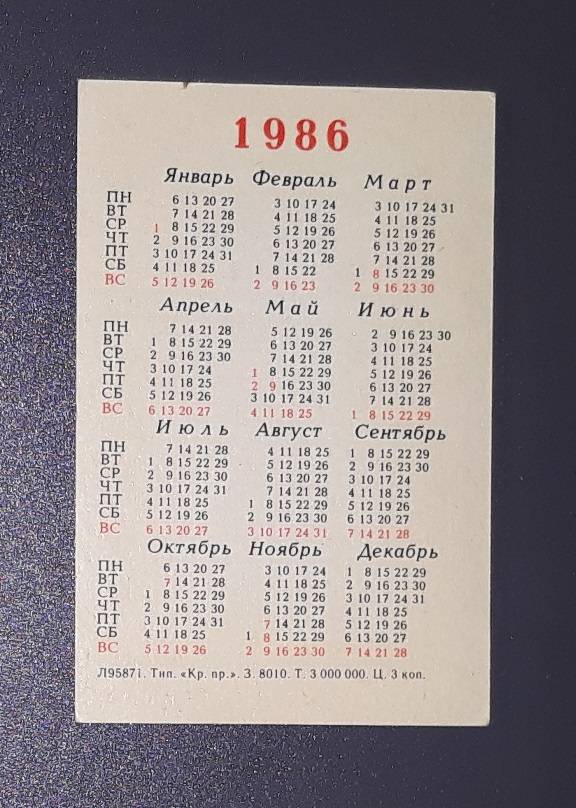 1986
Январь Февраль Март
ПН 6 13 20 27 3 10 17 24 3 10 17 24 31
ВТ 7 14 21 28 4 11 18 25 4 11 18 25
СР 1 8 15 22 29 5 12 19 26 5 12 19 26
ЧТ 2 9 16 23 30 6 13 20 27 6 13 20 27
ПТ 3 10 17 24 31 7 14 21 28 7 14 21 28
СБ 4 11 18 25 1 8 15 22 1 8 15 22 29
ВС 5 12 19 26 2 9 16 23 2 9 16 23 30
Апрель Май Июнь
ПН 7 14 21 28 5 12 19 26 2 9 16 23 30
ВТ 1 8 15 22 29 6 13 20 27 3 10 17 24
СР 2 9 16 23 30 7 14 21 28 4 11 18 25
ЧТ 3 10 17 24 1 8 15 22 29 5 12 19 26
ПТ 4 11 18 25 2 9 16 23 30 6 13 20 27
СБ 5 12 19 26 3 10 17 24 31 7 14 21 28
ВС 6 13 20 27 4 11 18 25 1 8 15 22 29
Июль Август Сентябрь
ПН 7 14 21 28 4 11 18 25 1 8 15 22 29
ВТ 1 8 15 22 29 5 12 19 26 2 9 16 23 30
СР 2 9 16 23 30 6 13 20 27 3 10 17 24
ЧТ 3 10 17 24 31 7 14 21 28 4 11 18 25
ПТ 4 11 18 25 1 8 15 22 29 5 12 19 26
СБ 5 12 19 26 2 9 16 23 30 6 13 20 27
ВС 6 13 20 27 3 10 17 24 31 7 14 21 28
Октябрь Ноябрь Декабрь
ПН 6 13 20 27 3 10 17 24 1 8 15 22 29
ВТ 7 14 21 28 4 11 18 25 2 9 16 23 30
СР 1 8 15 22 29 5 12 19 26 3 10 17 24 31
ЧТ 2 9 16 23 30 6 13 20 27 4 11 18 25
ПТ 3 10 17 24 31 7 14 21 28 5 12 19 26
СБ 4 11 18 25 1 8 15 22 29 6 13 20 27
ВС 5 12 19 26 2 9 16 23 30 7 14 21 28
Л95871. Тип. «Кр. пр.». З. 8010. Т. 3 000 000. Ц. 3 коп.